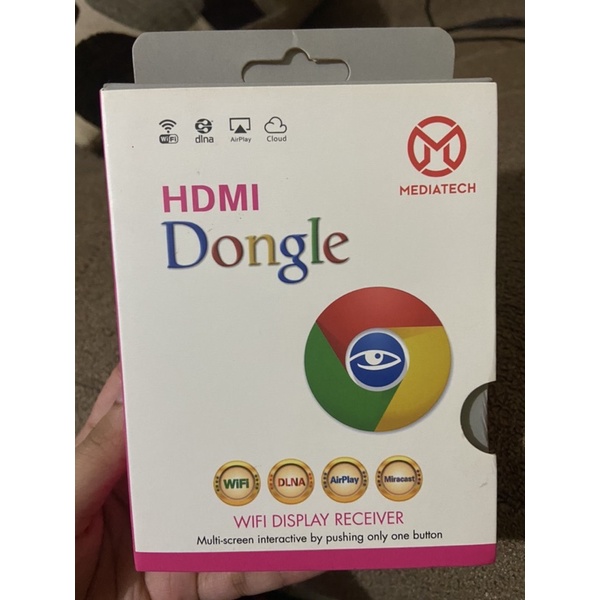 WiFi
dlna
AirPlay
Cloud
MEDIATECH
HDMI
Dongle
WiFi
DLNA
AirPlay
Miracast
WIFI DISPLAY RECEIVER
Multi-screen interactive by pushing only one button